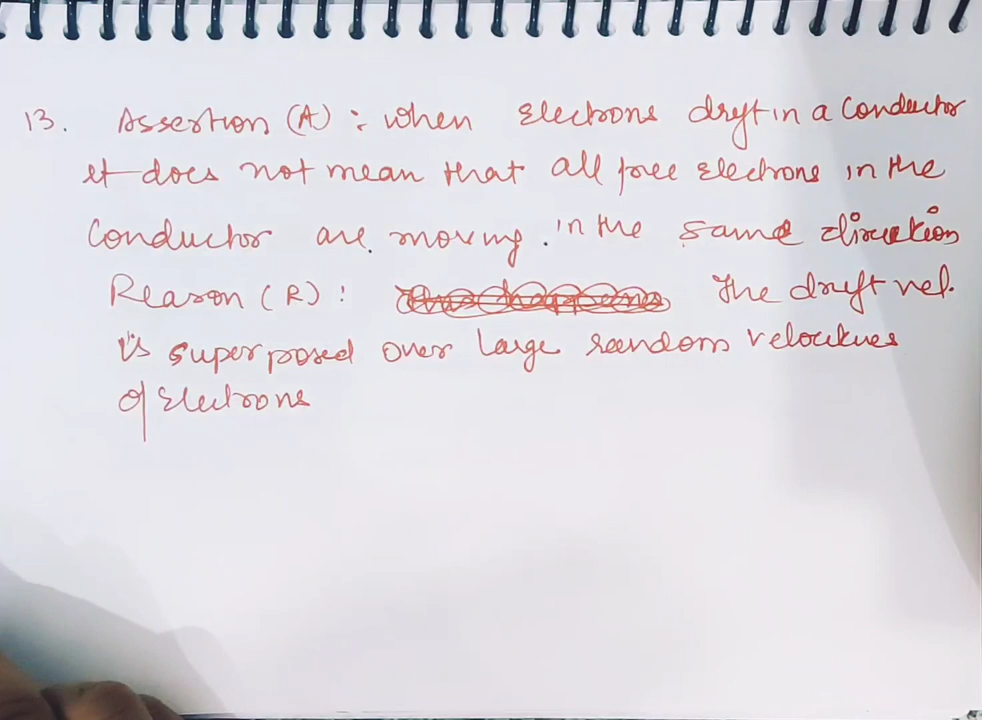 13. Assertion (A) : when electrons dryt in a conductor
it does not mean that all free electrons in the
conductor are moving in the same direction
Reason (R) : The drift vel.
is superposed over large random velocities
of electrons